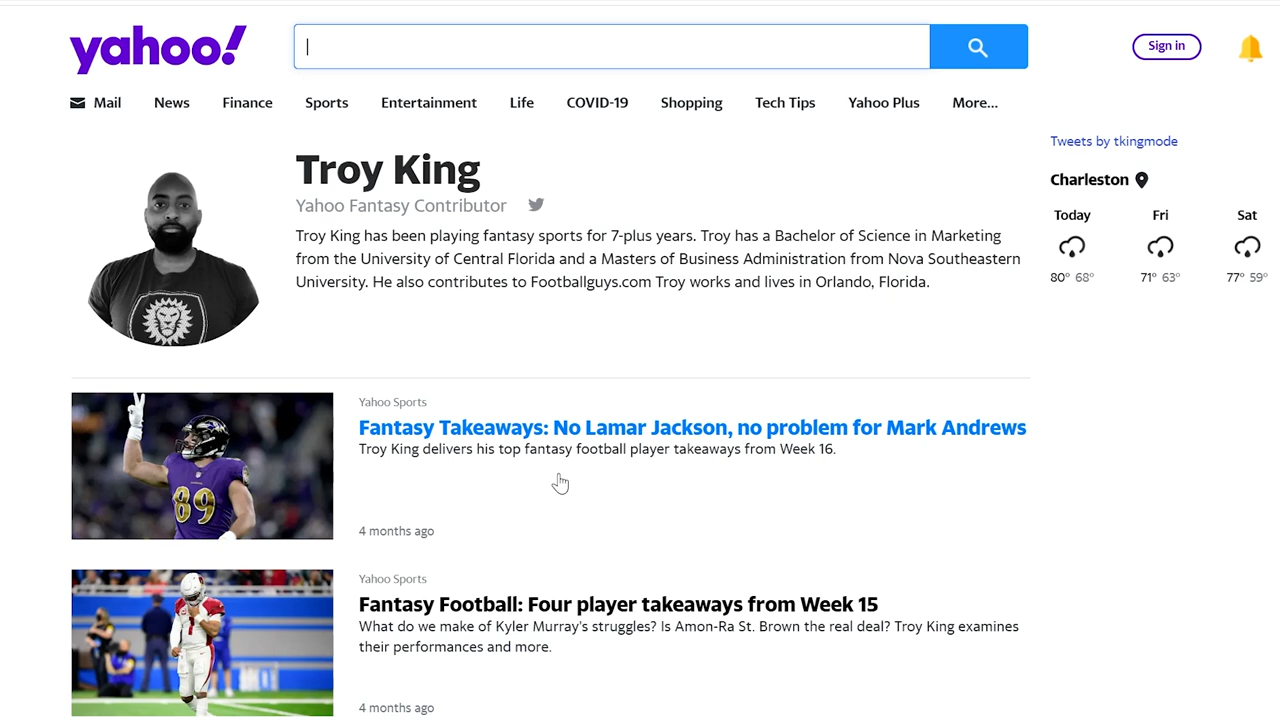 yahoo!
Sign in
Mail News Finance Sports Entertainment Life COVID-19 Shopping Tech Tips Yahoo Plus More...
Troy King
Yahoo Fantasy Contributor
Troy King has been playing fantasy sports for 7-plus years. Troy has a Bachelor of Science in Marketing
from the University of Central Florida and a Masters of Business Administration from Nova Southeastern
University. He also contributes to Footballguys.com Troy works and lives in Orlando, Florida.
Tweets by tkingmode
Charleston
Today Fri Sat
80° 68° 71° 63° 77° 59°
Yahoo Sports
Fantasy Takeaways: No Lamar Jackson, no problem for Mark Andrews
Troy King delivers his top fantasy football player takeaways from Week 16.
4 months ago
89
Yahoo Sports
Fantasy Football: Four player takeaways from Week 15
What do we make of Kyler Murray's struggles? Is Amon-Ra St. Brown the real deal? Troy King examines
their performances and more.
4 months ago
1